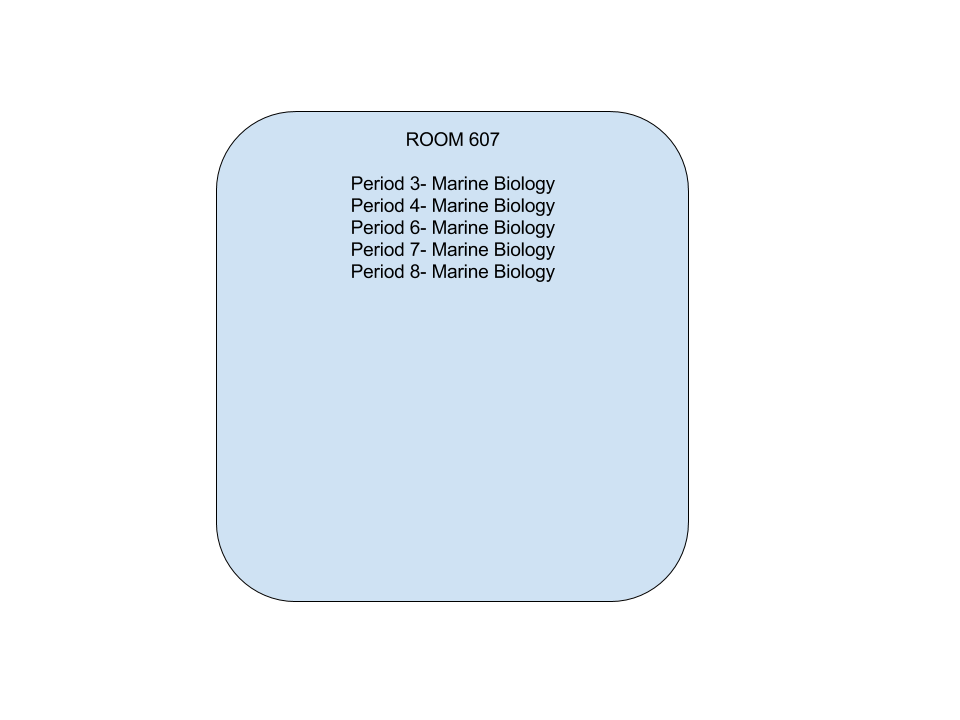 ROOM 607
Period 3- Marine Biology
Period 4- Marine Biology
Period 6- Marine Biology
Period 7- Marine Biology
Period 8- Marine Biology